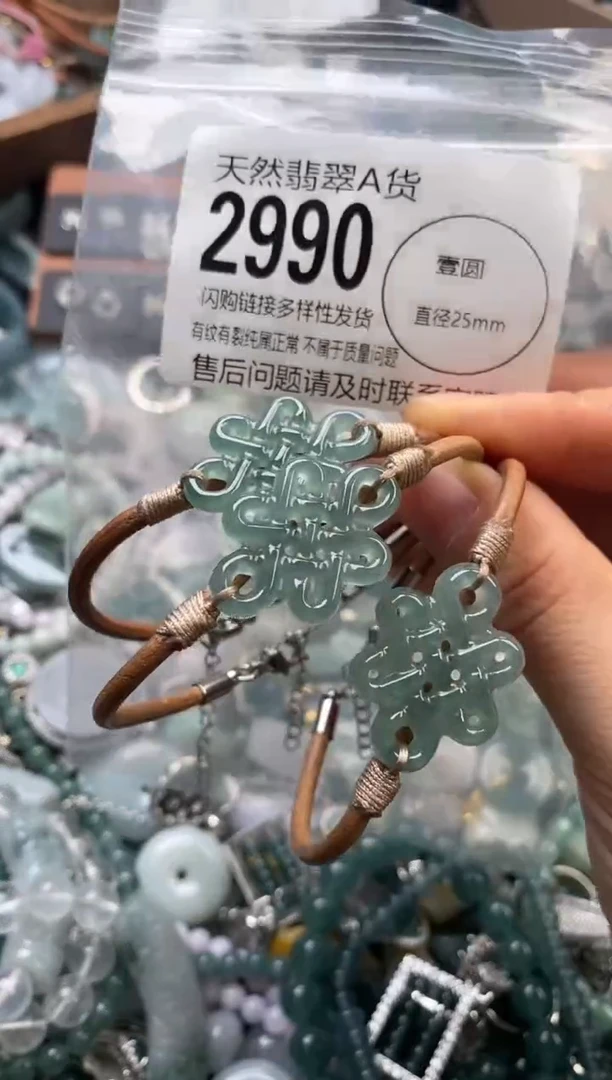 天然翡翠A货
2990
闪购链接多样性发货
有纹有裂纯属正常 不属于质量问题
售后问题请及时联系
壹圆
直径25mm